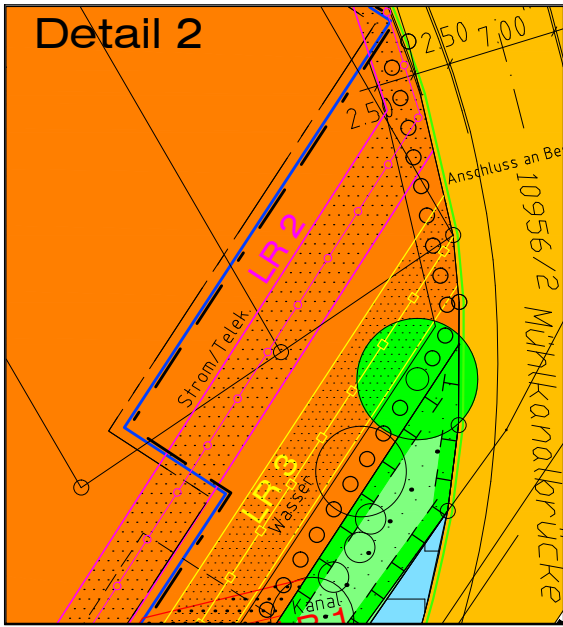 Detail 2
2.50 7.00
2.50
Anschluss an Be
10956/2 Mühlkanalbrücke
LR 2
Strom/Telek
LR 3
Wasser
Kanal
R 1